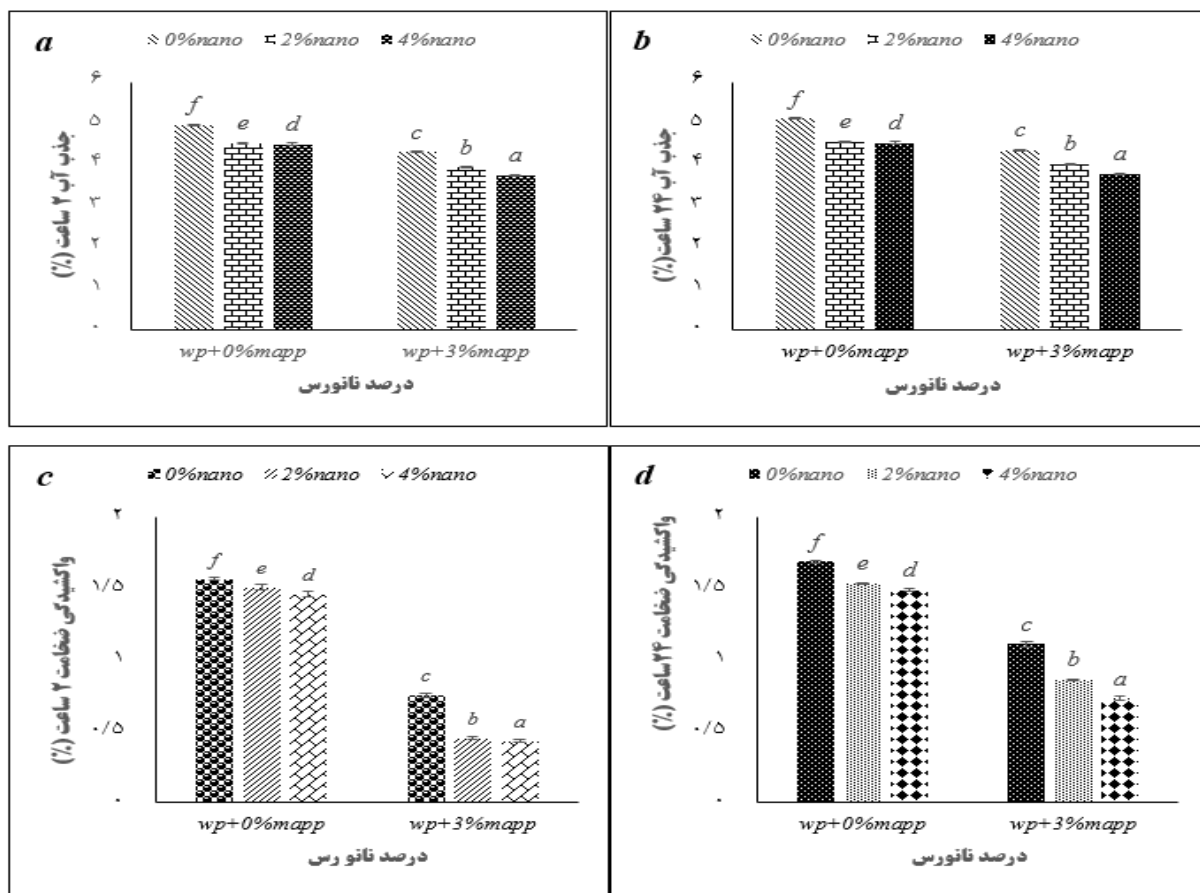 a
0%nano 2%nano 4%nano
۶
۵
۴
۳
۲
۱
۰
جذب آب ۲ ساعت (%)
f
e
d
c
b
a
wp+0%mapp wp+3%mapp
درصد نانورس
b
0%nano 2%nano 4%nano
۶
۵
۴
۳
۲
۱
۰
جذب آب ۲۴ ساعت(%)
f
e
d
c
b
a
wp+0%mapp wp+3%mapp
درصد نانورس
c
0%nano 2%nano 4%nano
۲
۱/۵
۱
۰/۵
۰
واکشیدگی ضخامت ۲ ساعت (%)
f
e
d
c
b
a
wp+0%mapp wp+3%mapp
درصد نانو رس
d
0%nano 2%nano 4%nano
۲
۱/۵
۱
۰/۵
۰
واکشیدگی ضخامت ۲۴ساعت (%)
f
e
d
c
b
a
wp+0%mapp wp+3%mapp
درصد نانورس